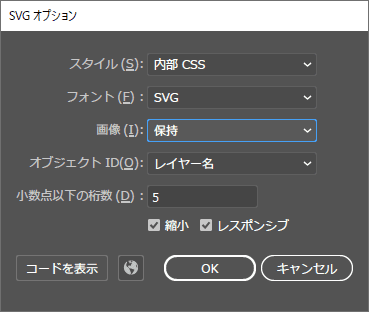 SVG オプション
スタイル (S): 内部 CSS
フォント (F) : SVG
画像 (I): 保持
オブジェクト ID(O): レイヤー名
小数点以下の桁数 (D) : 5
縮小 レスポンシブ
コードを表示 OK キャンセル